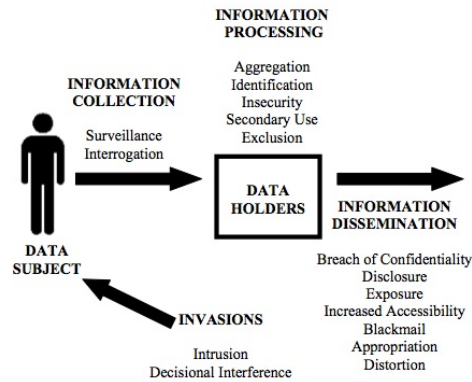 INFORMATION
PROCESSING
Aggregation
Identification
Insecurity
Secondary Use
Exclusion
INFORMATION
COLLECTION
Surveillance
Interrogation
DATA
HOLDERS
DATA
SUBJECT
INFORMATION
DISSEMINATION
Breach of Confidentiality
Disclosure
Exposure
Increased Accessibility
Blackmail
Appropriation
Distortion
INVASIONS
Intrusion
Decisional Interference